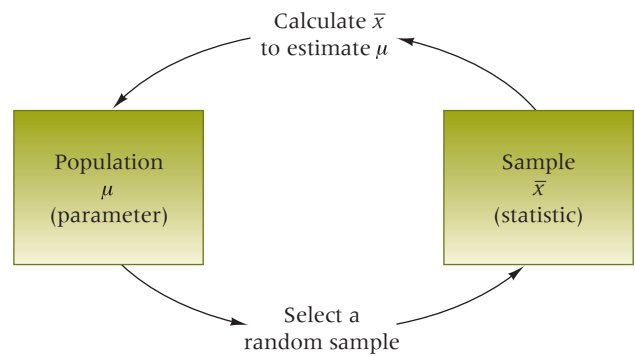 Calculate x̅
to estimate μ
Population
μ
(parameter)
Sample
x̅
(statistic)
Select a
random sample